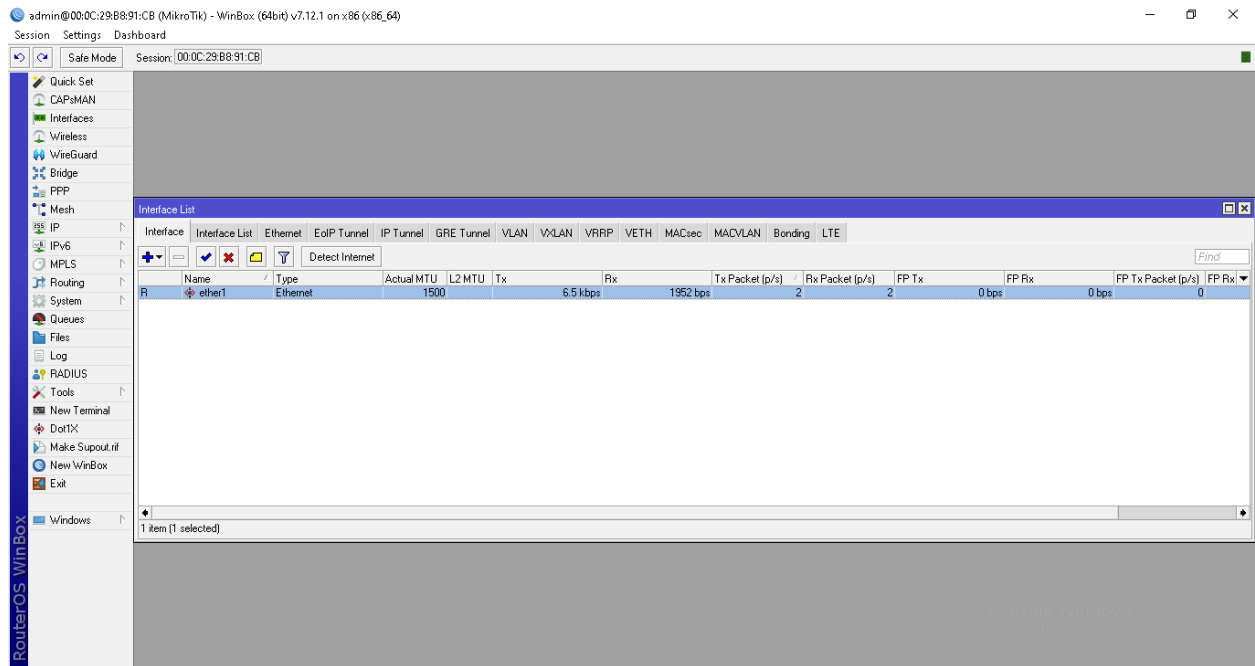 admin@00:0C:29:B8:91:CB (MikroTik) - WinBox (64bit) v7.12.1 on x86 (x86_64)
Session Settings Dashboard
Safe Mode Session: 00:0C:29:B8:91:CB
Quick Set
CAPsMAN
Interfaces
Wireless
WireGuard
Bridge
PPP
Mesh
IP
IPv6
MPLS
Routing
System
Queues
Files
Log
RADIUS
Tools
New Terminal
Dot1X
Make Supout.rif
New WinBox
Exit
Windows
RouterOS WinBox
Interface List
Interface Interface List Ethernet EoIP Tunnel IP Tunnel GRE Tunnel VLAN VXLAN VRRP VETH MACsec MACVLAN Bonding LTE
Detect Internet Find
Name Type Actual MTU L2 MTU Tx Rx Tx Packet (p/s) Rx Packet (p/s) FP Tx FP Rx FP Tx Packet (p/s) FP Rx
R ether1 Ethernet 1500 6.5 kbps 1952 bps 2 2 0 bps 0 bps 0
1 item (1 selected)
Activate Windows